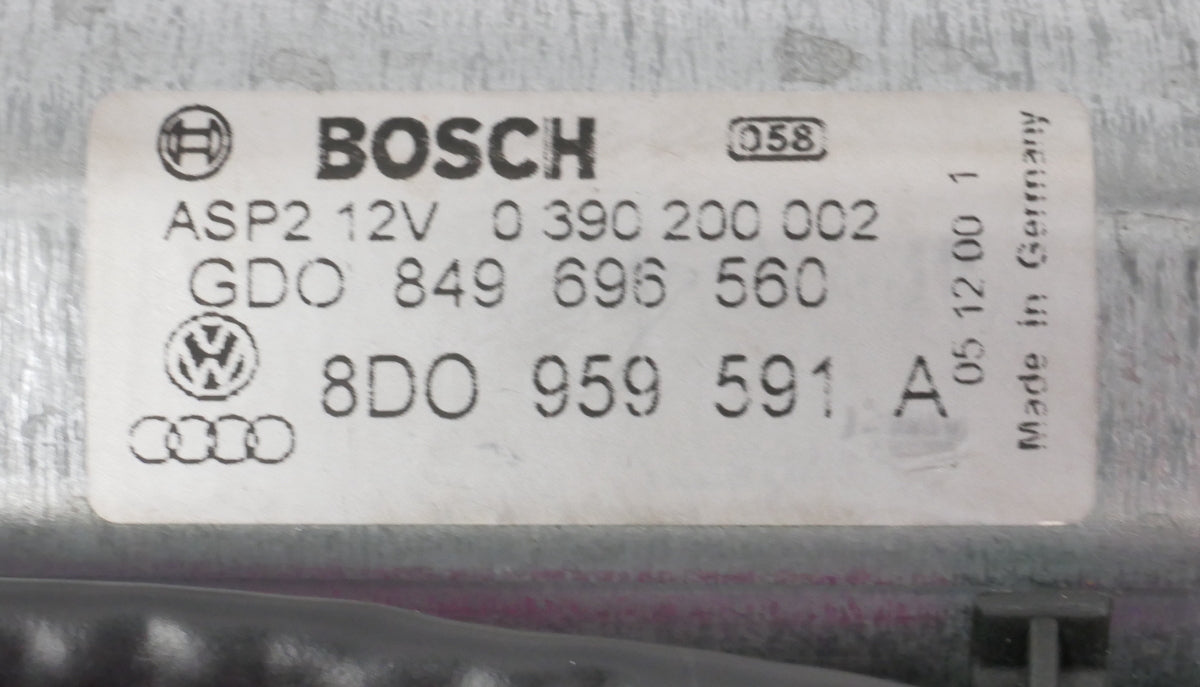 BOSCH 058
ASP2 12V 0 390 200 002
GDO 849 696 560
8DO 959 591 A
05 12 00 1
Made in Germany